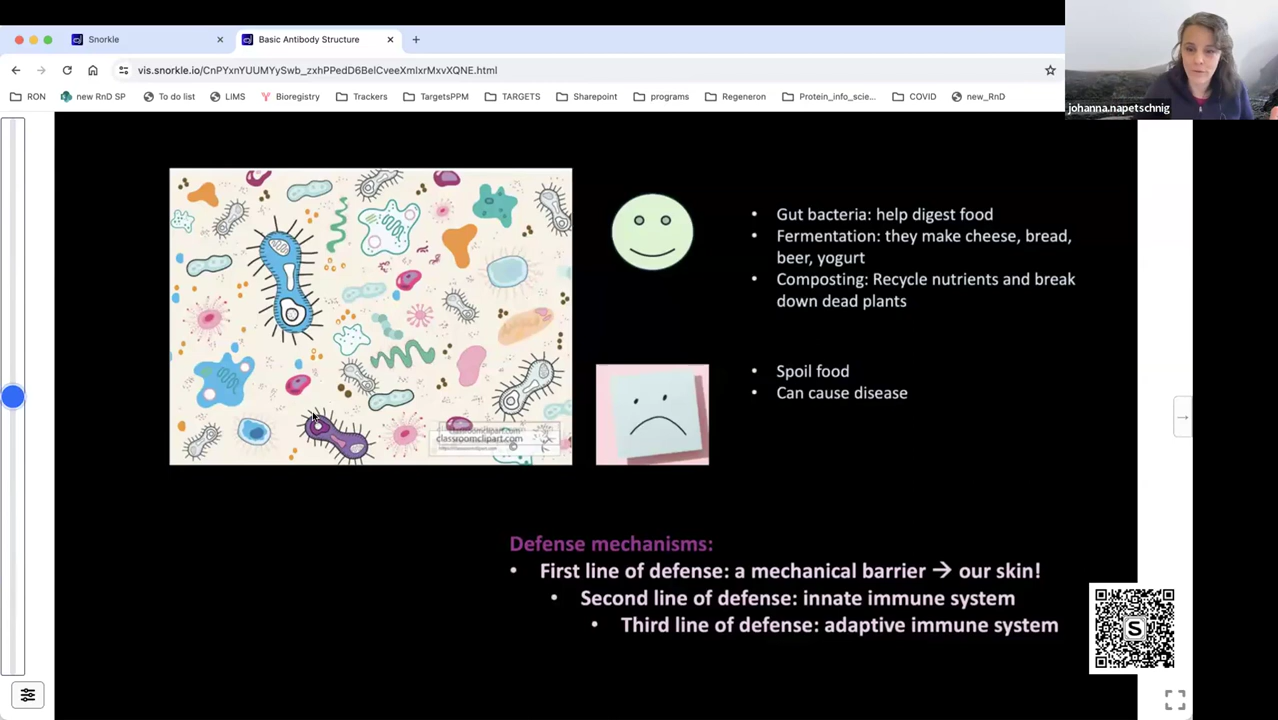 Snorkle
Basic Antibody Structure
vis.snorkle.io/CnPYxnYUUMYySwb_zxhPPedD6BelCveeXmlxrMxvXQNE.html
RON
new RnD SP
To do list
LIMS
Bioregistry
Trackers
TargetsPPM
TARGETS
Sharepoint
programs
Regeneron
Protein_info_scie...
COVID
new_RnD
johanna.napetschnig
• Gut bacteria: help digest food
• Fermentation: they make cheese, bread,
beer, yogurt
• Composting: Recycle nutrients and break
down dead plants
• Spoil food
• Can cause disease
classroomclipart.com
classroomclipart.com
Defense mechanisms:
• First line of defense: a mechanical barrier → our skin!
• Second line of defense: innate immune system
• Third line of defense: adaptive immune system
S